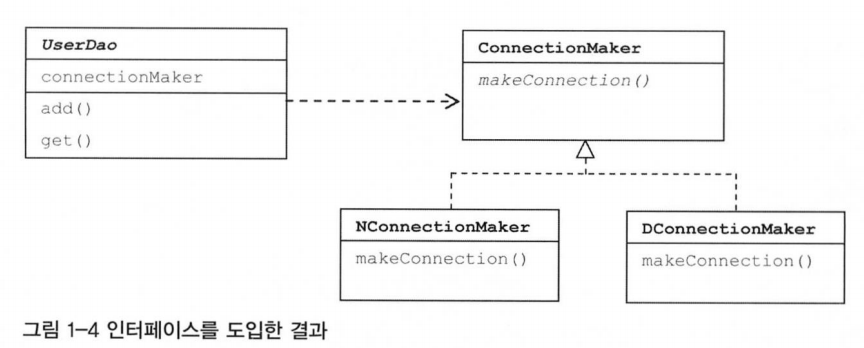 UserDao
connectionMaker
add()
get()
ConnectionMaker
makeConnection()
NConnectionMaker
makeConnection()
DConnectionMaker
makeConnection()
그림 1-4 인터페이스를 도입한 결과